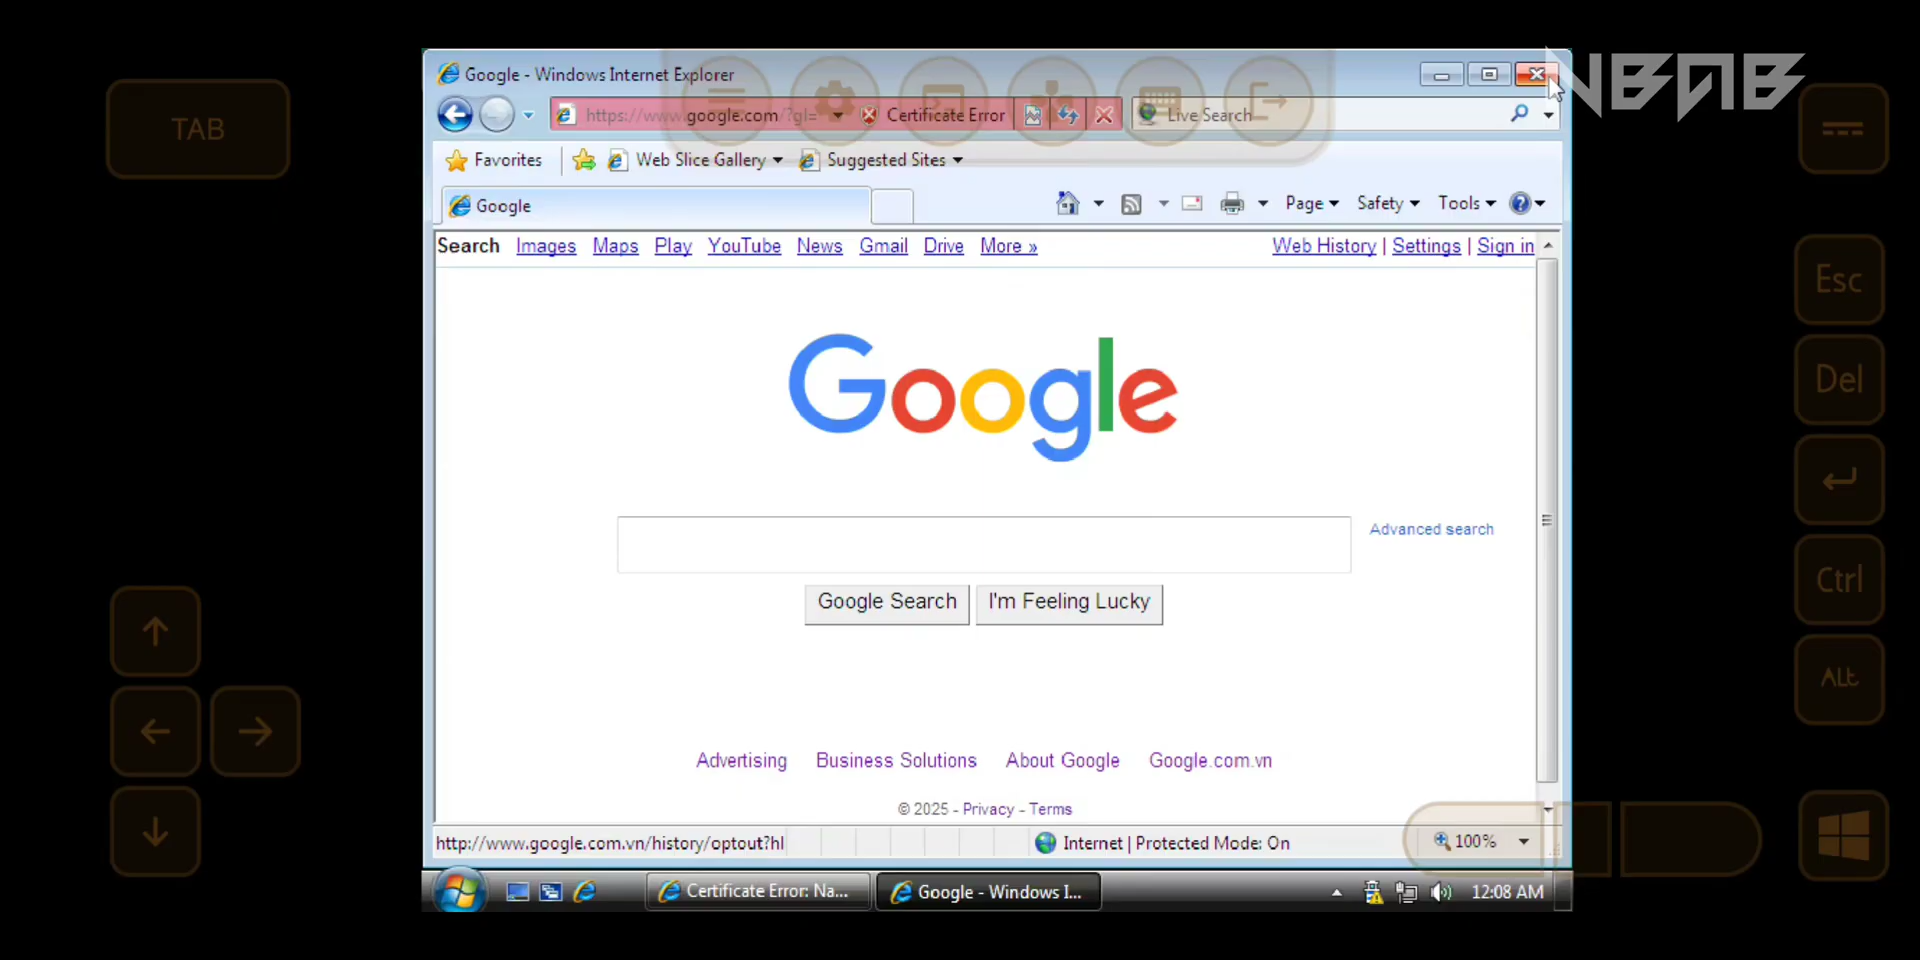 NBAB
TAB
Google - Windows Internet Explorer
https://www.google.com/?gl=
Certificate Error
Live Search
Favorites
Web Slice Gallery
Suggested Sites
Google
Page
Safety
Tools
Search Images Maps Play YouTube News Gmail Drive More »
Web History | Settings | Sign in
Esc
Google
Del
Advanced search
Google Search
I'm Feeling Lucky
Ctrl
ALt
Advertising Business Solutions About Google Google.com.vn
© 2025 - Privacy - Terms
http://www.google.com.vn/history/optout?hl
Internet | Protected Mode: On
100%
Certificate Error: Na...
Google - Windows I...
12:08 AM